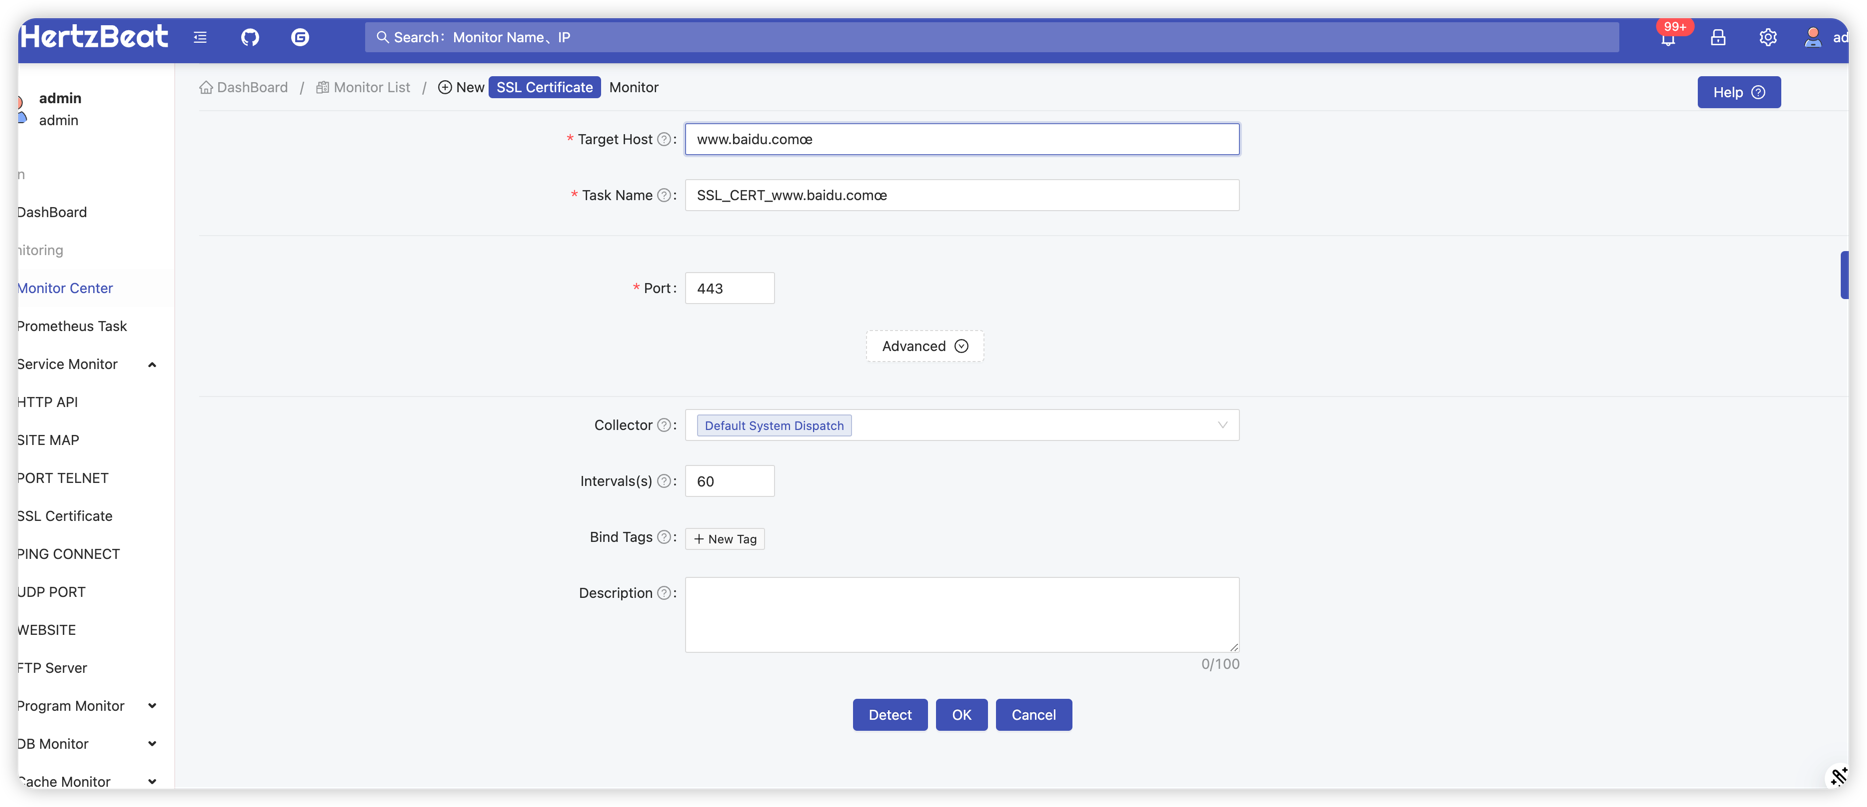 HertzBeat
Search: Monitor Name、IP
99+
ad
admin
admin
n
DashBoard
nitoring
Monitor Center
Prometheus Task
Service Monitor
HTTP API
SITE MAP
PORT TELNET
SSL Certificate
PING CONNECT
UDP PORT
WEBSITE
FTP Server
Program Monitor
DB Monitor
Cache Monitor
DashBoard / Monitor List / New SSL Certificate Monitor
Help
* Target Host : www.baidu.comœ
* Task Name : SSL_CERT_www.baidu.comœ
* Port : 443
Advanced
Collector : Default System Dispatch
Intervals(s) : 60
Bind Tags : + New Tag
Description :
0/100
Detect OK Cancel